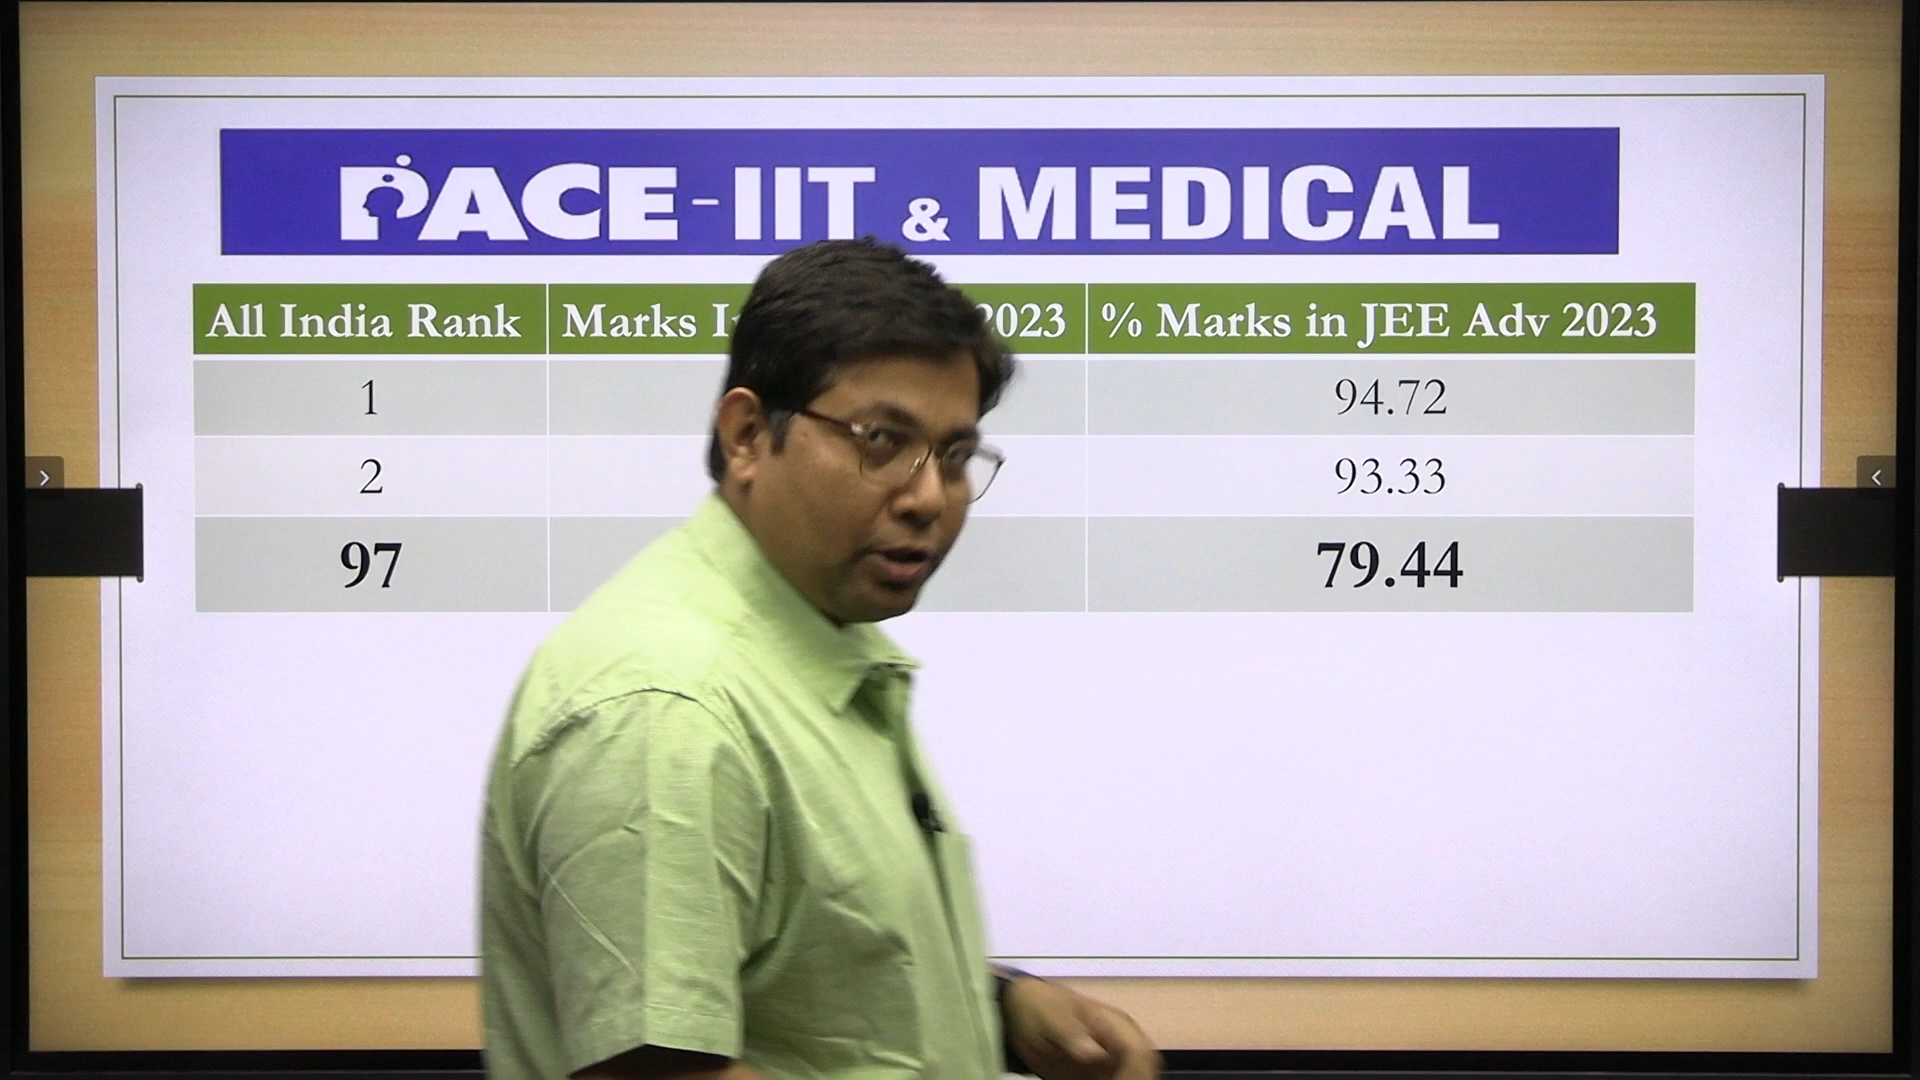 PACE-IIT & MEDICAL
All India Rank Marks 2023 % Marks in JEE Adv 2023
1 94.72
2 93.33
97 79.44